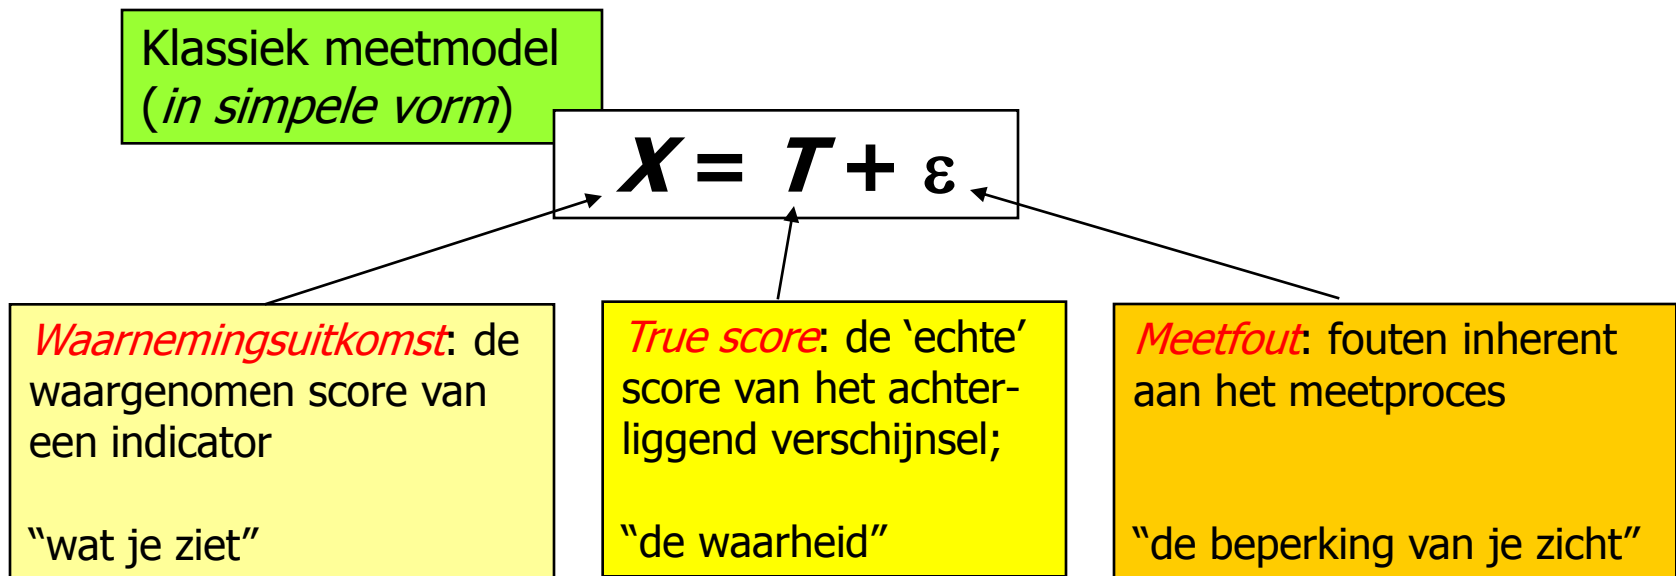 Klassiek meetmodel
(in simpele vorm)
X = T + ε
Waarnemingsuitkomst: de
waargenomen score van
een indicator
“wat je ziet”
True score: de ‘echte’
score van het achter-
liggend verschijnsel;
“de waarheid”
Meetfout: fouten inherent
aan het meetproces
“de beperking van je zicht”